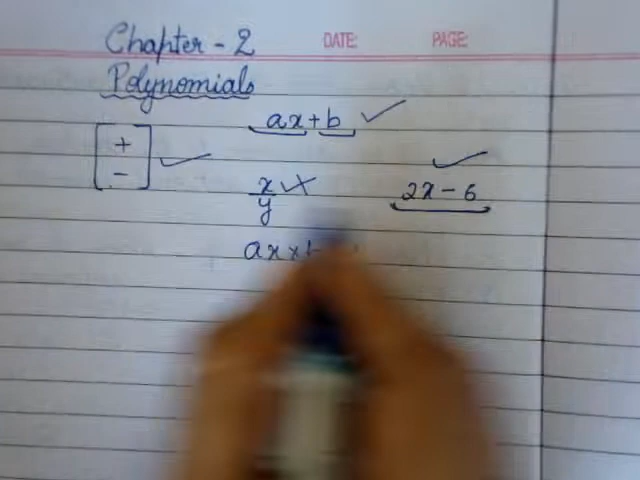 Chapter - 2 DATE: PAGE:
Polynomials
ax + b ✓
+ ✓
-
x/y ✗ 2x - 6 ✓
ax x